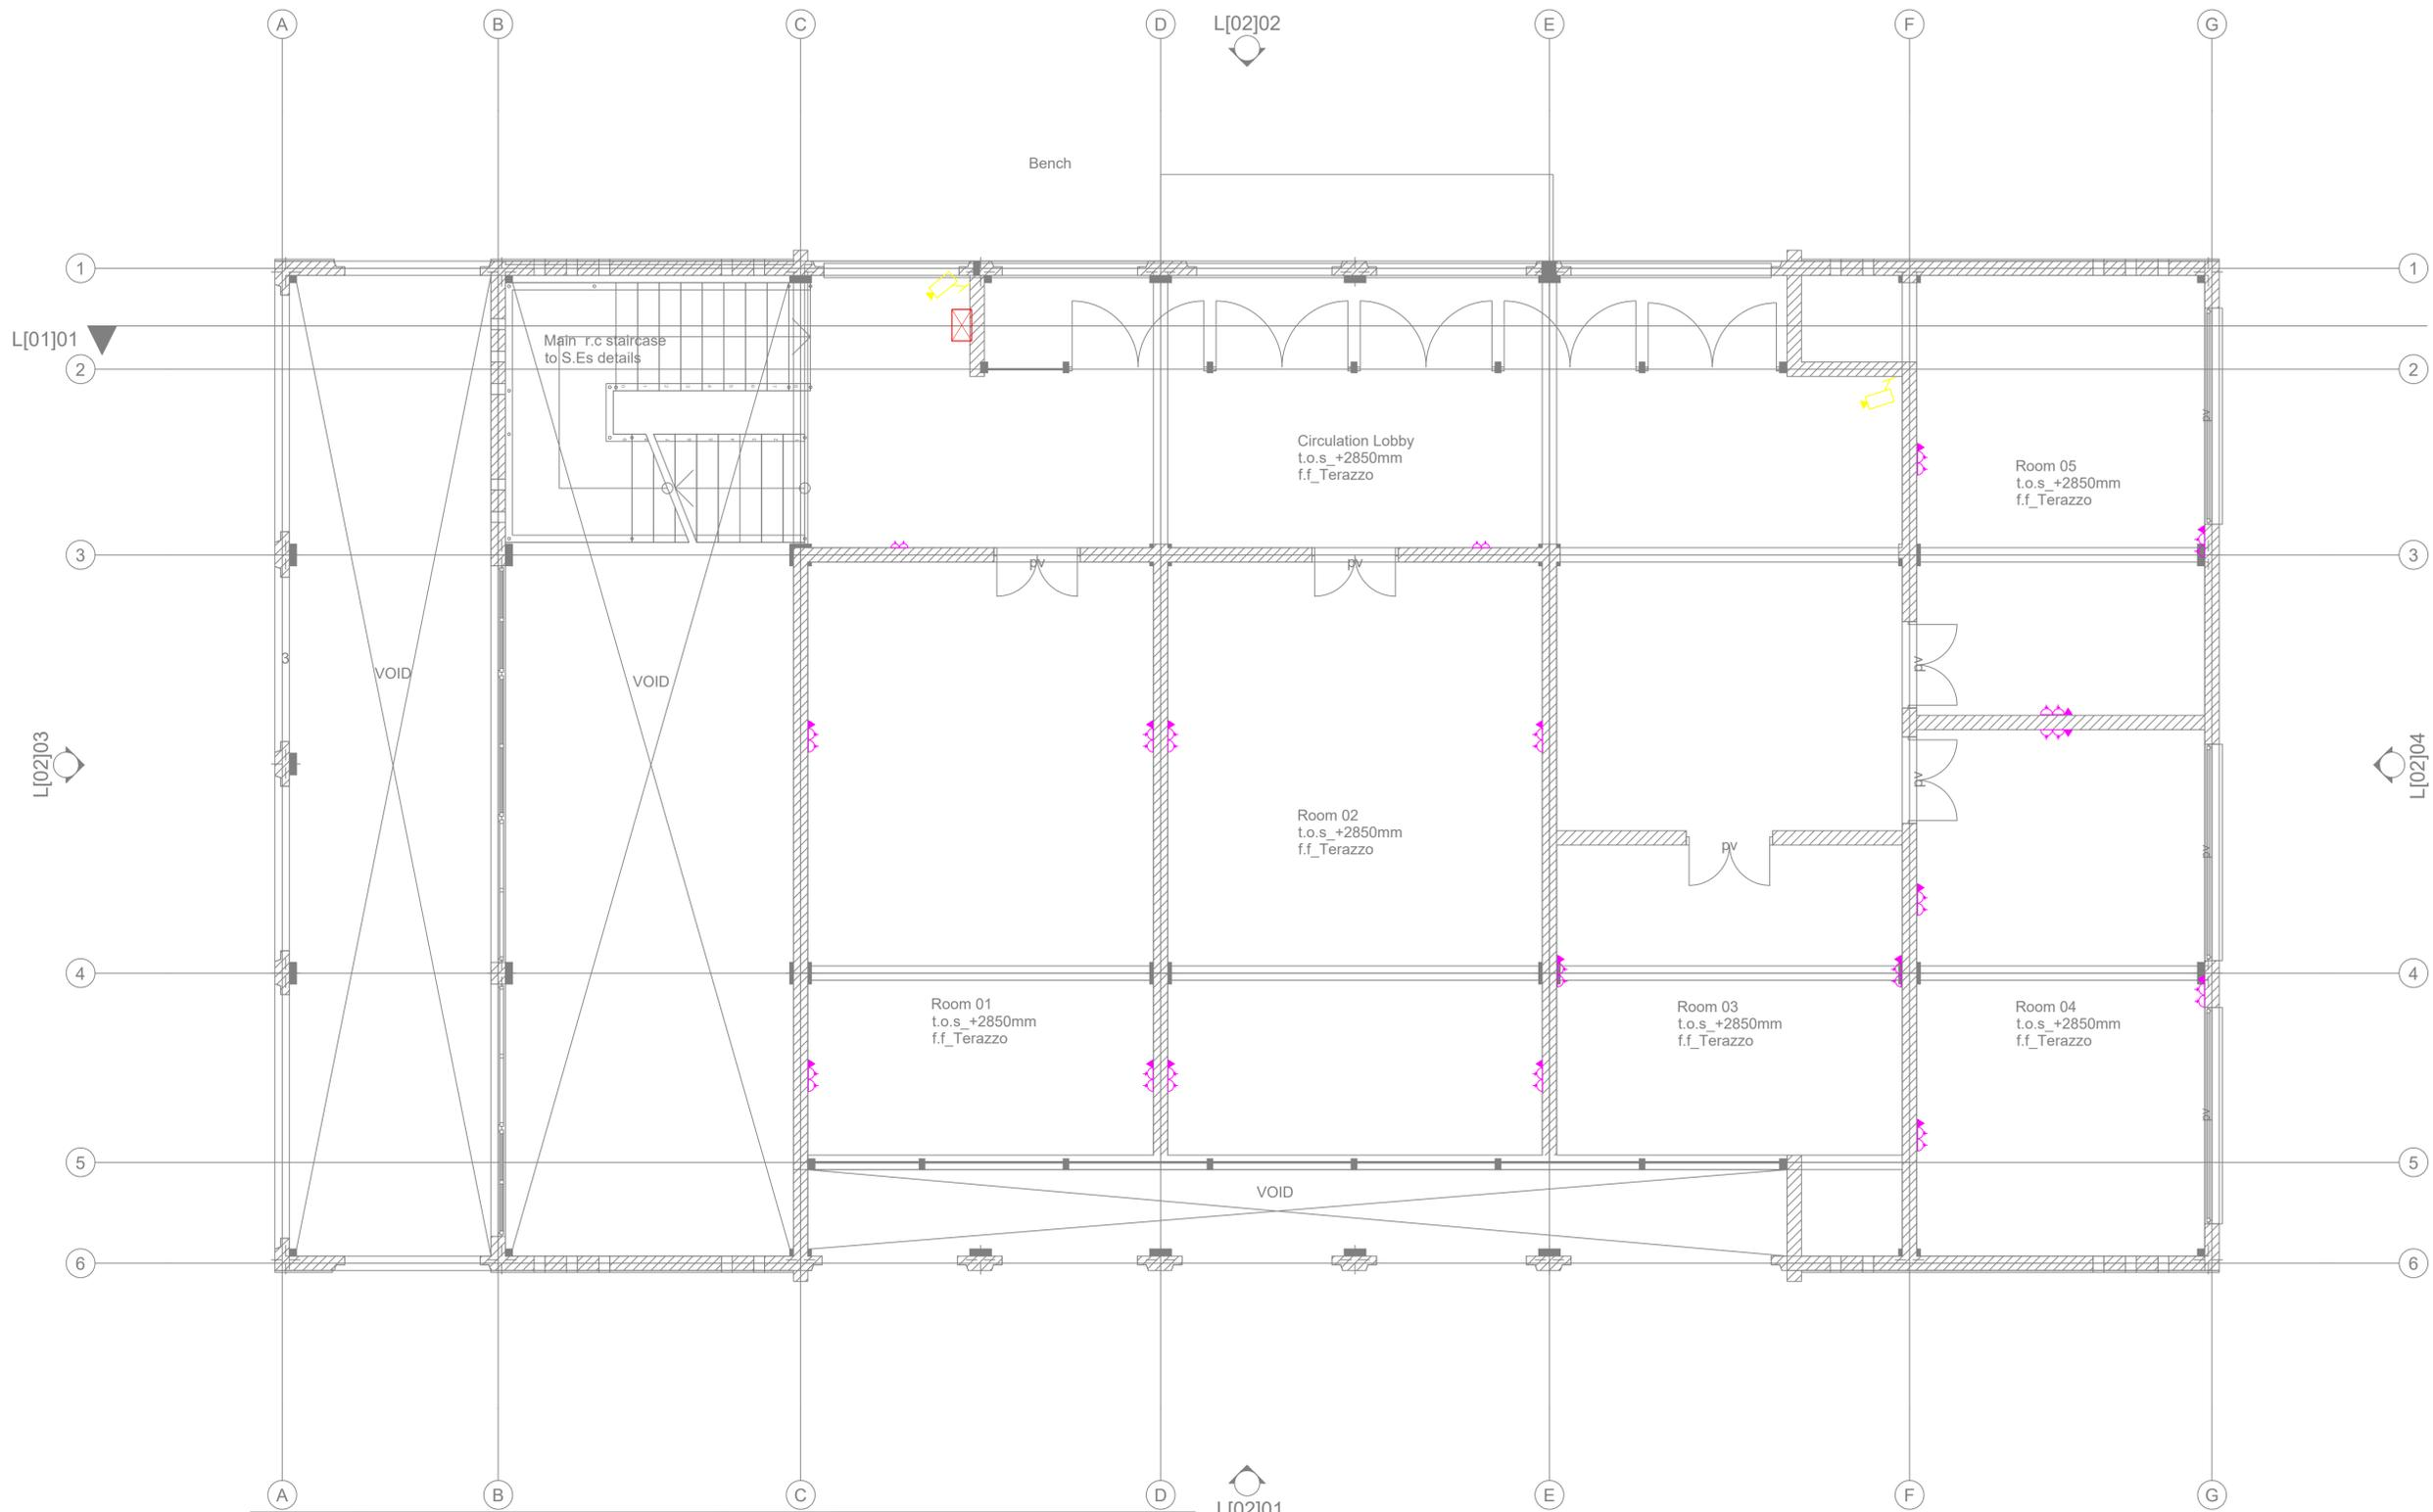 A
B
C
D
E
F
G
L[02]02
Bench
1
1
L[01]01
Main r.c staircase
to S.Es details
2
2
pv
Circulation Lobby
t.o.s_+2850mm
f.f_Terazzo
Room 05
t.o.s_+2850mm
f.f_Terazzo
3
3
pv
pv
3
VOID
VOID
pv
L[02]03
pv
L[02]04
Room 02
t.o.s_+2850mm
f.f_Terazzo
pv
pv
4
4
Room 01
t.o.s_+2850mm
f.f_Terazzo
Room 03
t.o.s_+2850mm
f.f_Terazzo
Room 04
t.o.s_+2850mm
f.f_Terazzo
pv
5
5
VOID
6
6
A
B
C
D
E
F
G
L[02]01